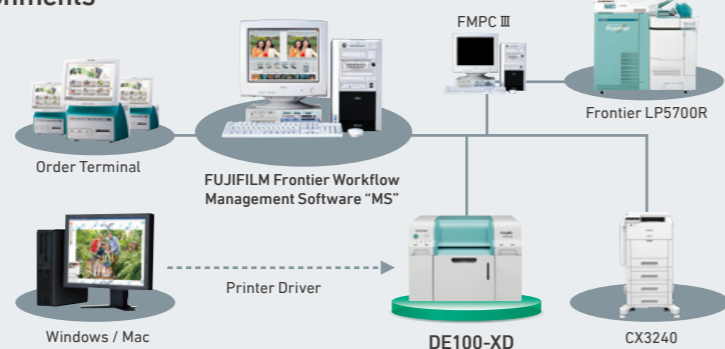 onments
FMPC Ⅲ
Frontier LP5700R
Order Terminal
FUJIFILM Frontier Workflow
Management Software “MS”
Printer Driver
Windows / Mac
DE100-XD
CX3240